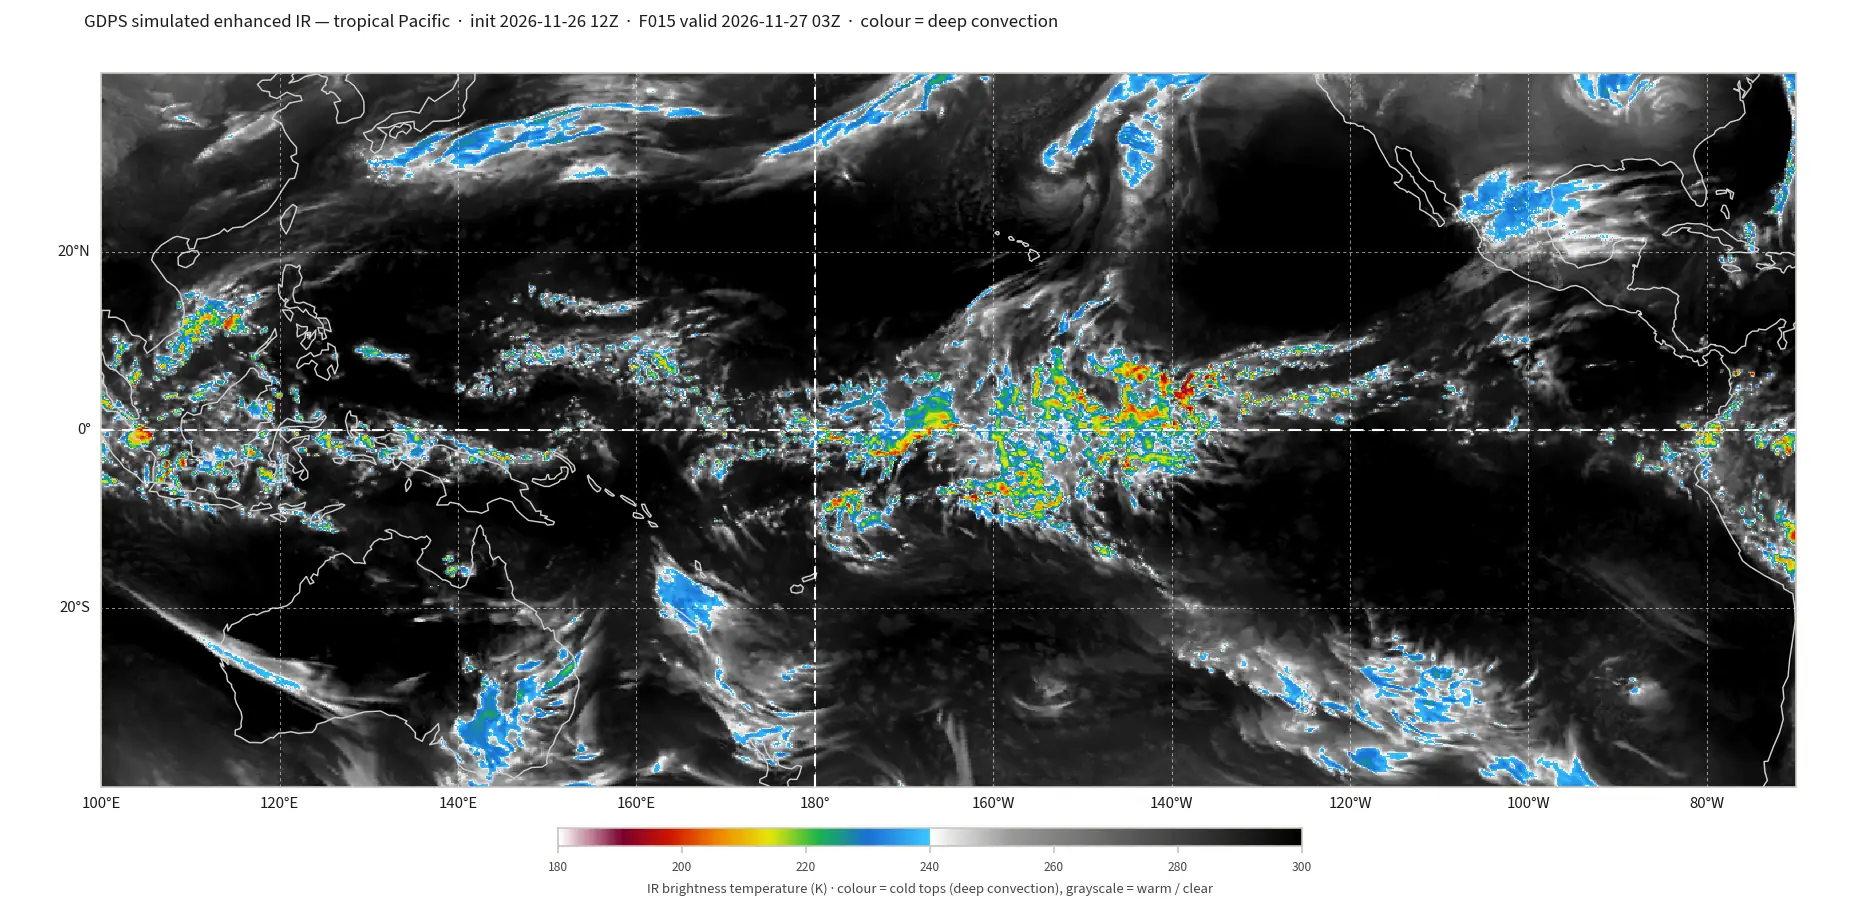 GDPS simulated enhanced IR — tropical Pacific · init 2026-11-26 12Z · F015 valid 2026-11-27 03Z · colour = deep convection
20°N
0°
20°S
100°E 120°E 140°E 160°E 180° 160°W 140°W 120°W 100°W 80°W
180 200 220 240 260 280 300
IR brightness temperature (K) · colour = cold tops (deep convection), grayscale = warm / clear